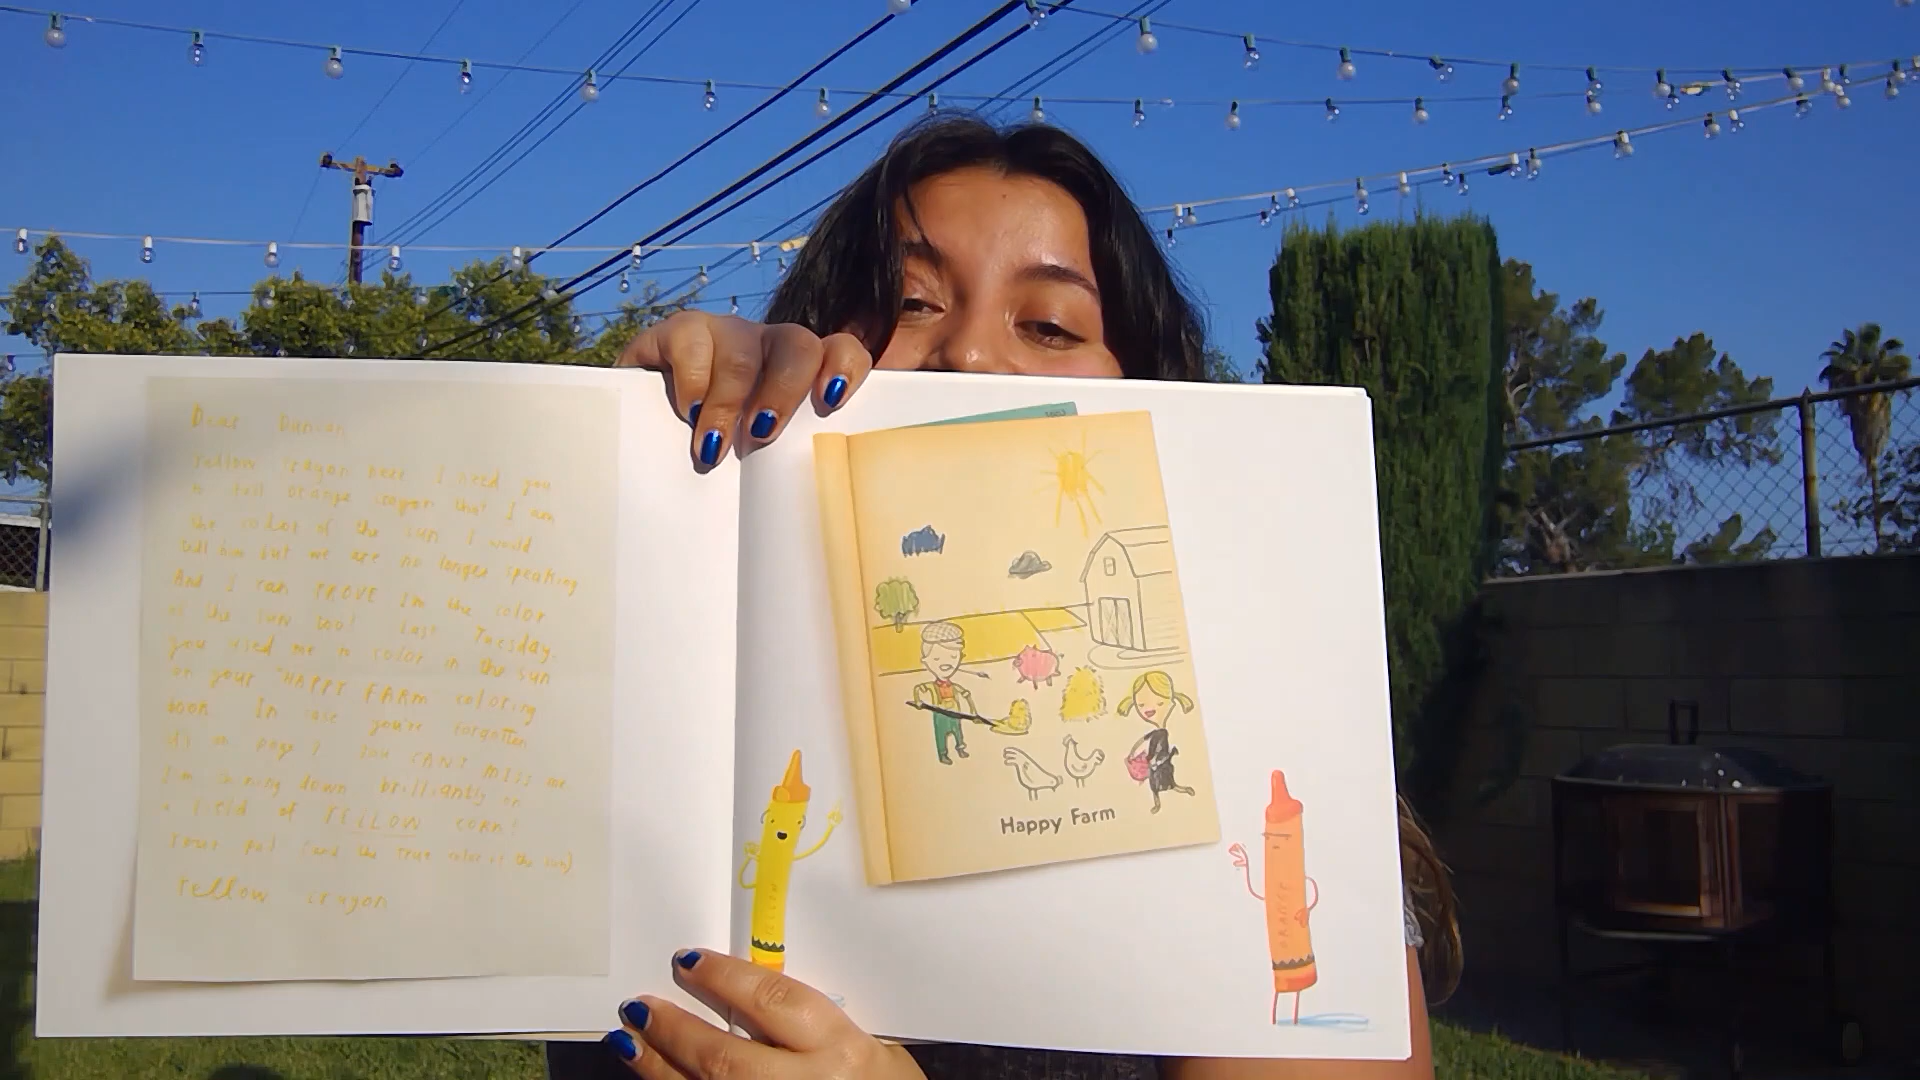 Dear Duncan
Yellow crayon here I need you
to tell orange crayon that I am
the color of the sun I would
tell him but we are no longer speaking
And I can PROVE I'm the color
of the sun too! Last Tuesday,
you used me to color in the sun
on your "HAPPY FARM coloring
book. In case you've forgotten
it's on page 7 You CAN'T MISS me
I'm shining down brilliantly on
a field of YELLOW corn!
Your pal (and the true color of the sun)
Yellow crayon
Happy Farm
YELLOW
ORANGE